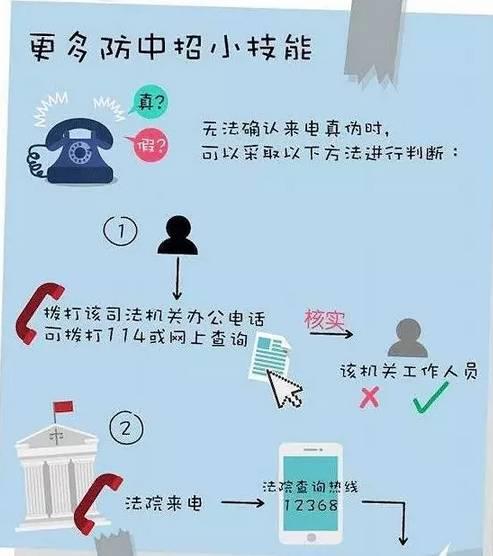 更多防中招小技能
真?
假?
无法确认来电真伪时,
可以采取以下方法进行判断:
1
拨打该司法机关办公电话
可拨打114或网上查询
核实
该机关工作人员
2
法院来电
法院查询热线
12368